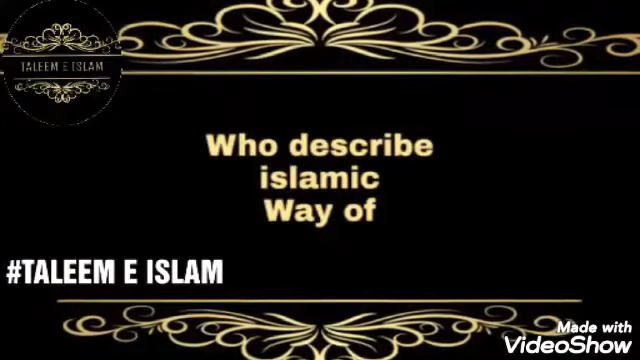 TALEEM E ISLAM
Who describe
islamic
Way of
#TALEEM E ISLAM
Made with
VideoShow